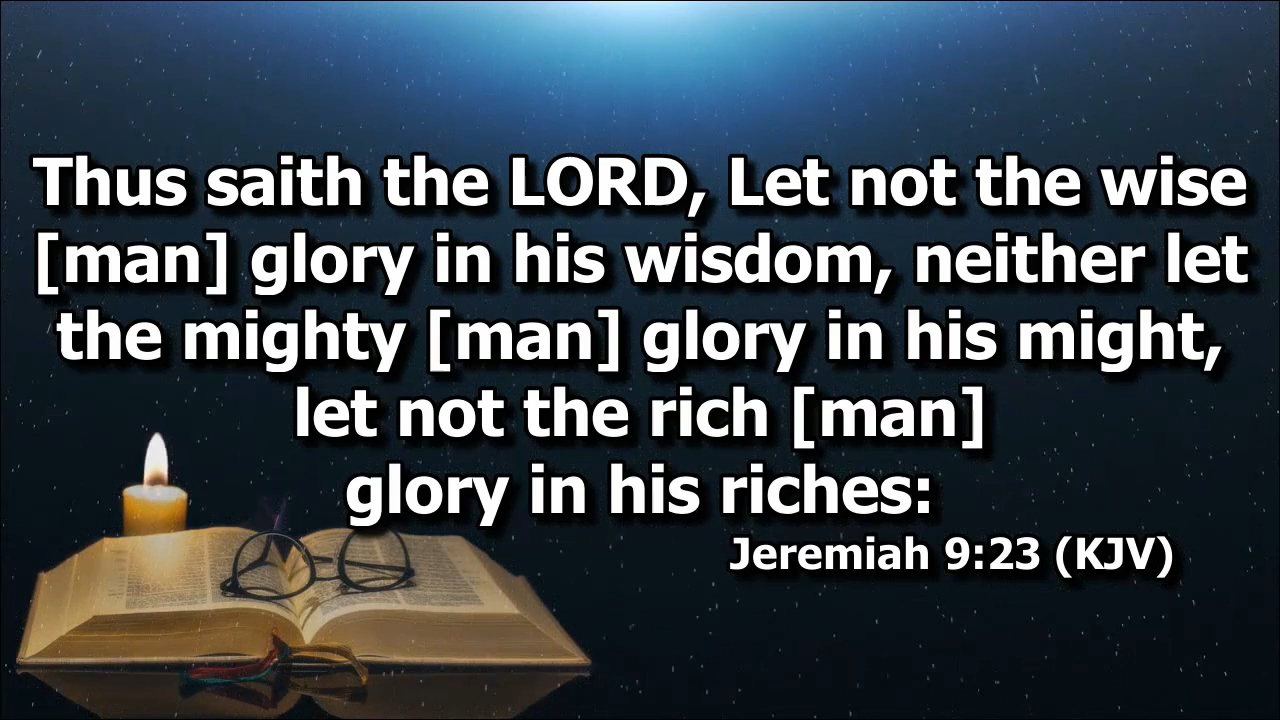 Thus saith the LORD, Let not the wise
[man] glory in his wisdom, neither let
the mighty [man] glory in his might,
let not the rich [man]
glory in his riches:
Jeremiah 9:23 (KJV)